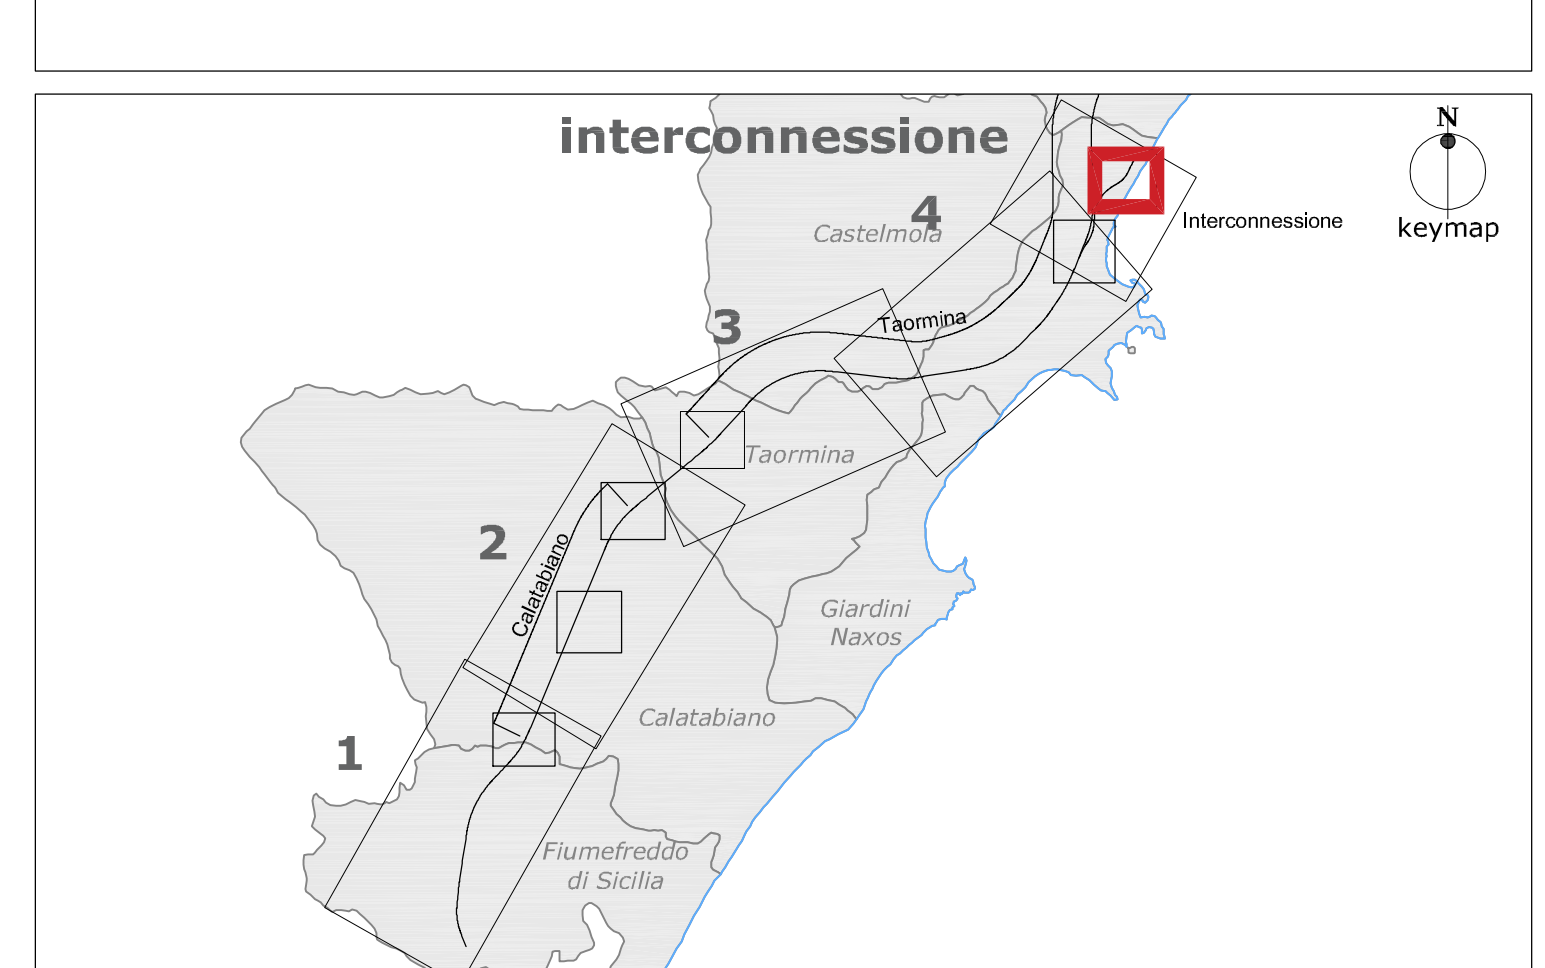 N
interconnessione
4
Castelmola
Interconnessione
keymap
3
Taormina
Taormina
2
Calatabiano
Giardini
Naxos
Calatabiano
1
Fiumefreddo
di Sicilia